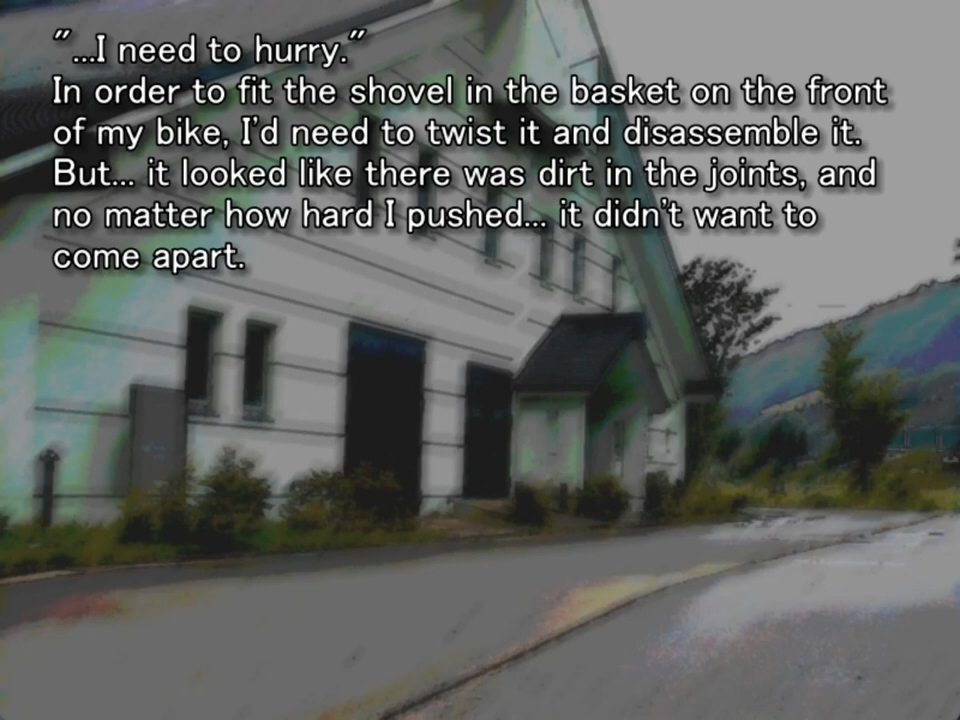 "...I need to hurry."
In order to fit the shovel in the basket on the front
of my bike, I'd need to twist it and disassemble it.
But... it looked like there was dirt in the joints, and
no matter how hard I pushed... it didn't want to
come apart.